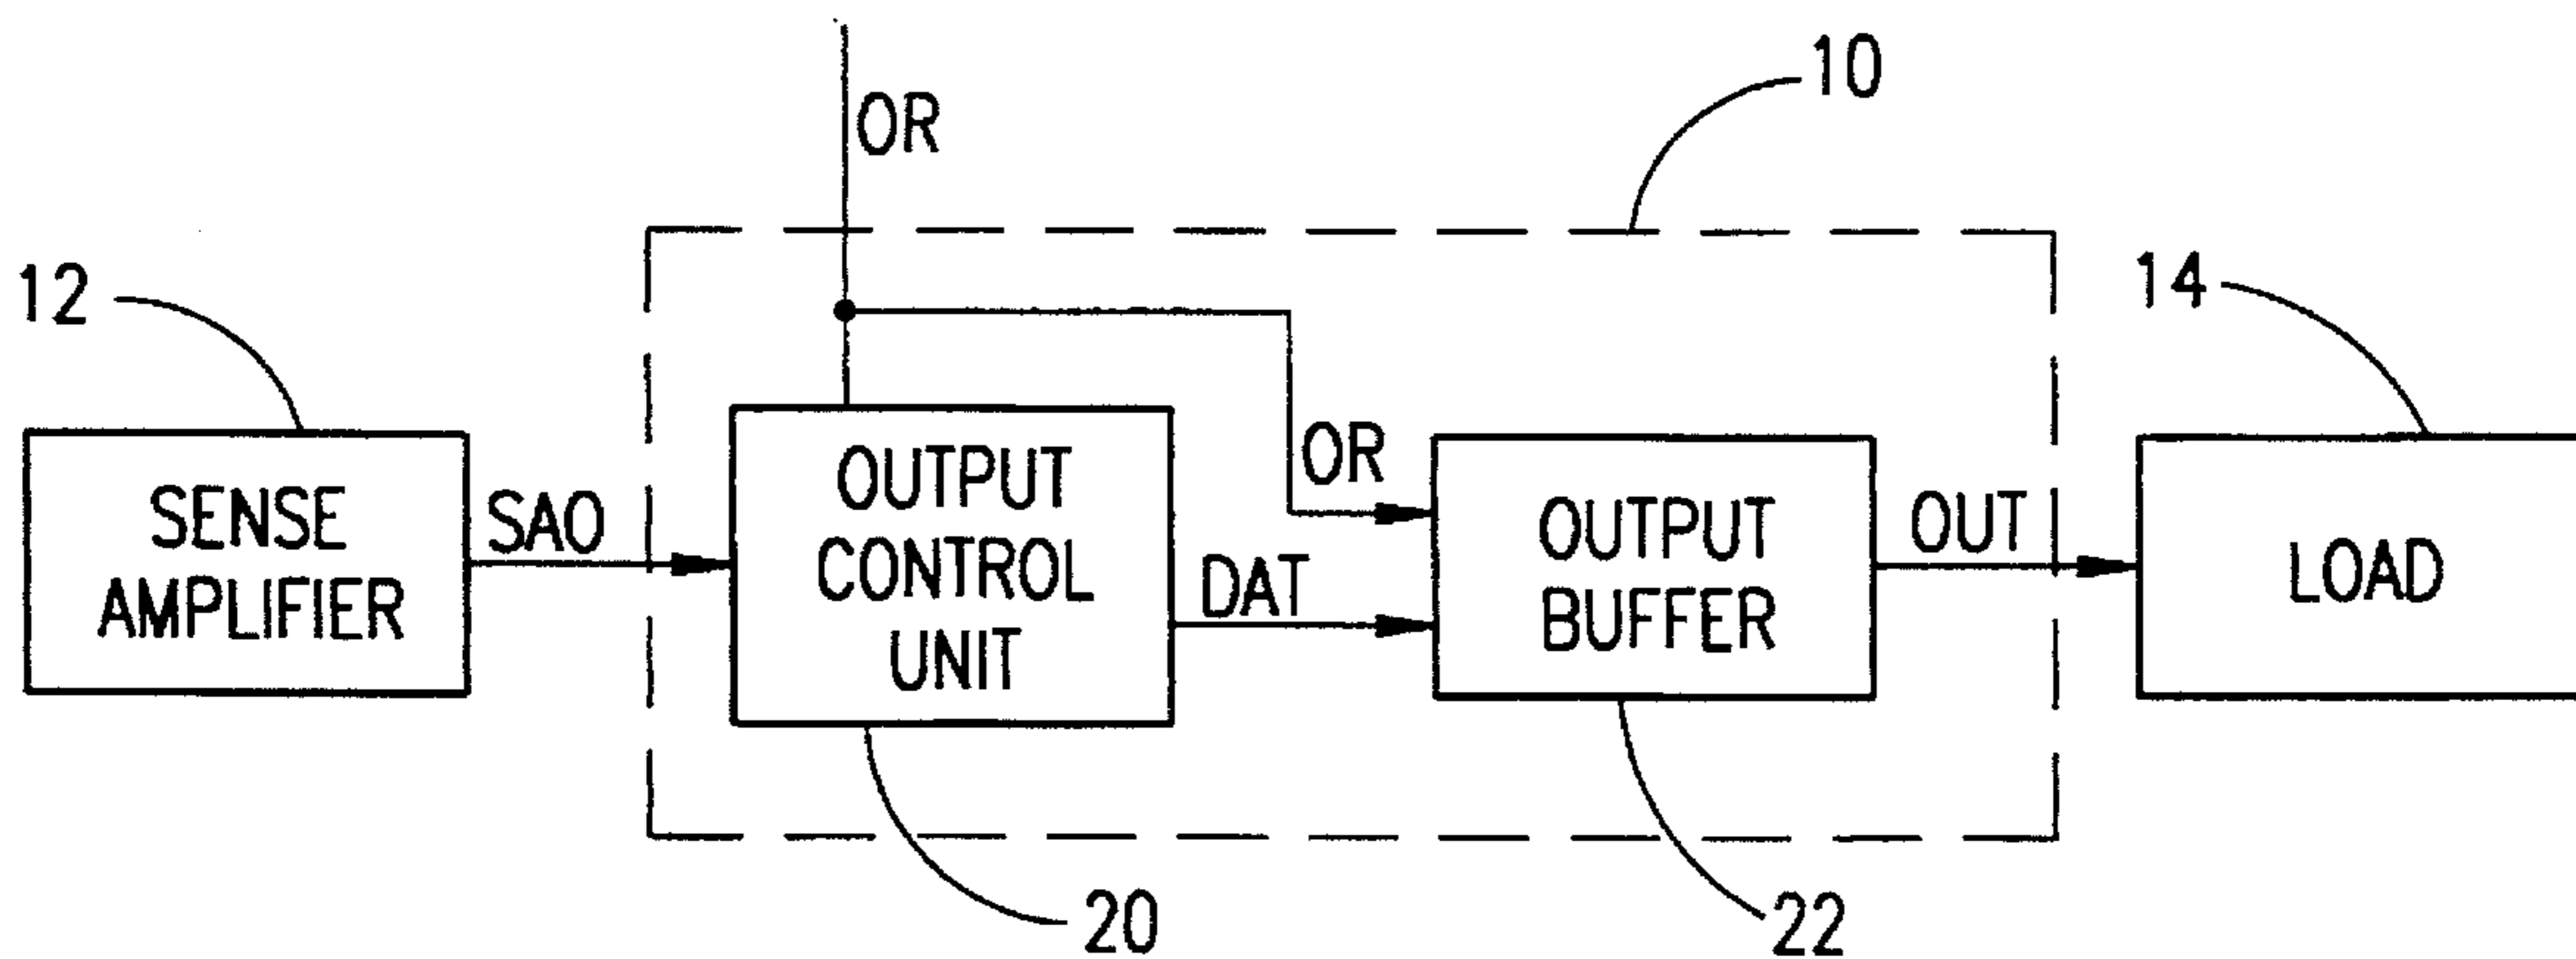 OR
10
12
14
SENSE
AMPLIFIER
SAO
OUTPUT
CONTROL
UNIT
OR
DAT
OUTPUT
BUFFER
OUT
LOAD
20
22